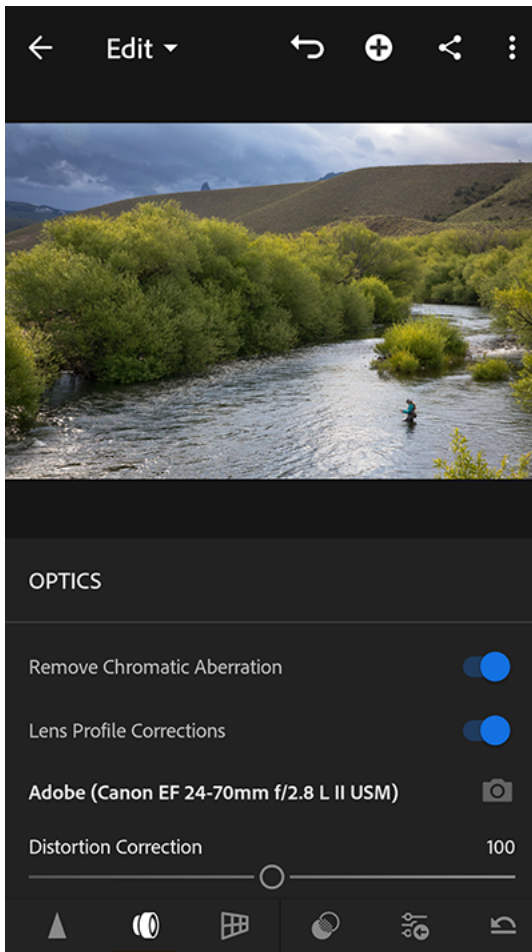 Edit
OPTICS
Remove Chromatic Aberration
Lens Profile Corrections
Adobe (Canon EF 24-70mm f/2.8 L II USM)
Distortion Correction 100